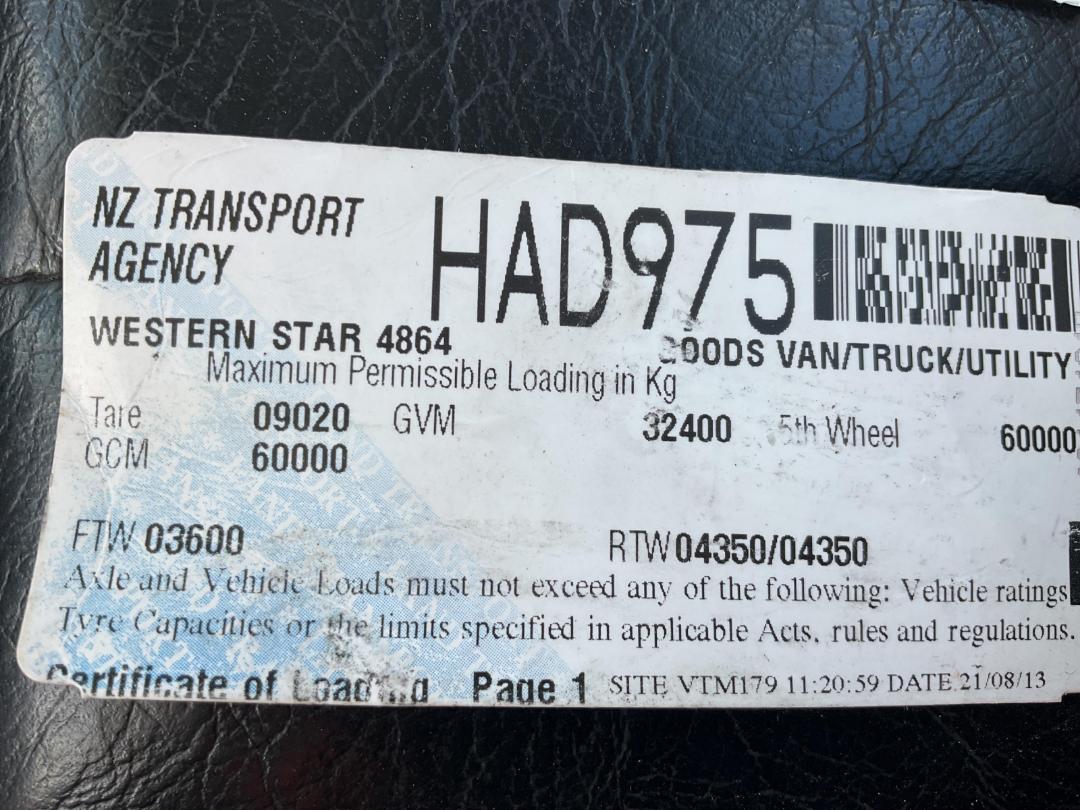 NZ TRANSPORT
AGENCY
HAD975
WESTERN STAR 4864
GOODS VAN/TRUCK/UTILITY
Maximum Permissible Loading in Kg
Tare 09020 GVM 32400 5th Wheel 60000
GCM 60000
FTW 03600 RTW 04350/04350
Axle and Vehicle Loads must not exceed any of the following: Vehicle ratings
Tyre Capacities or the limits specified in applicable Acts, rules and regulations.
Certificate of Loading Page 1 SITE VTM179 11:20:59 DATE 21/08/13